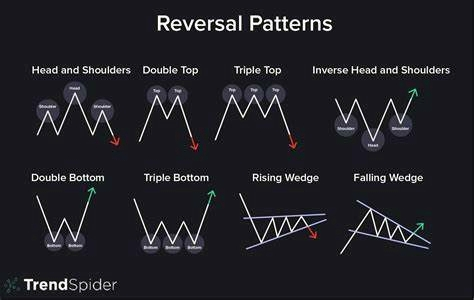 Reversal Patterns
Head and Shoulders
Double Top
Triple Top
Inverse Head and Shoulders
Head
Shoulder
Shoulder
Top
Top
Top
Top
Top
Shoulder
Shoulder
Head
Double Bottom
Triple Bottom
Rising Wedge
Falling Wedge
Bottom
Bottom
Bottom
Bottom
Bottom
TrendSpider